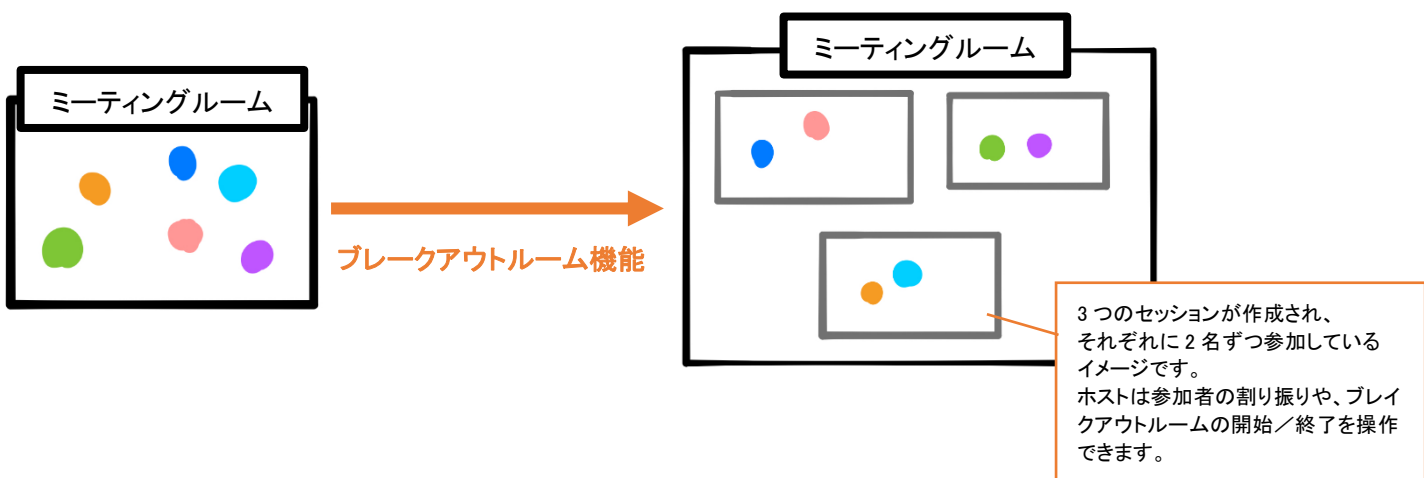 ミーティングルーム
ミーティングルーム
ブレークアウトルーム機能
3 つのセッションが作成され、
それぞれに 2 名ずつ参加している
イメージです。
ホストは参加者の割り振りや、ブレイ
クアウトルームの開始／終了を操作
できます。